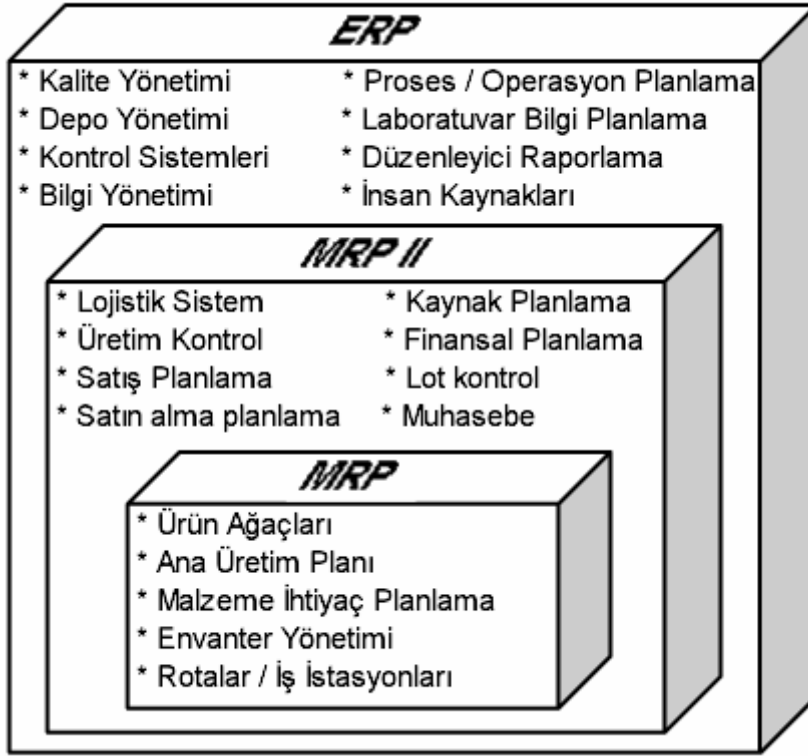 ERP
* Kalite Yönetimi * Proses / Operasyon Planlama
* Depo Yönetimi * Laboratuvar Bilgi Planlama
* Kontrol Sistemleri * Düzenleyici Raporlama
* Bilgi Yönetimi * İnsan Kaynakları
MRP II
* Lojistik Sistem * Kaynak Planlama
* Üretim Kontrol * Finansal Planlama
* Satış Planlama * Lot kontrol
* Satın alma planlama * Muhasebe
MRP
* Ürün Ağaçları
* Ana Üretim Planı
* Malzeme İhtiyaç Planlama
* Envanter Yönetimi
* Rotalar / İş İstasyonları